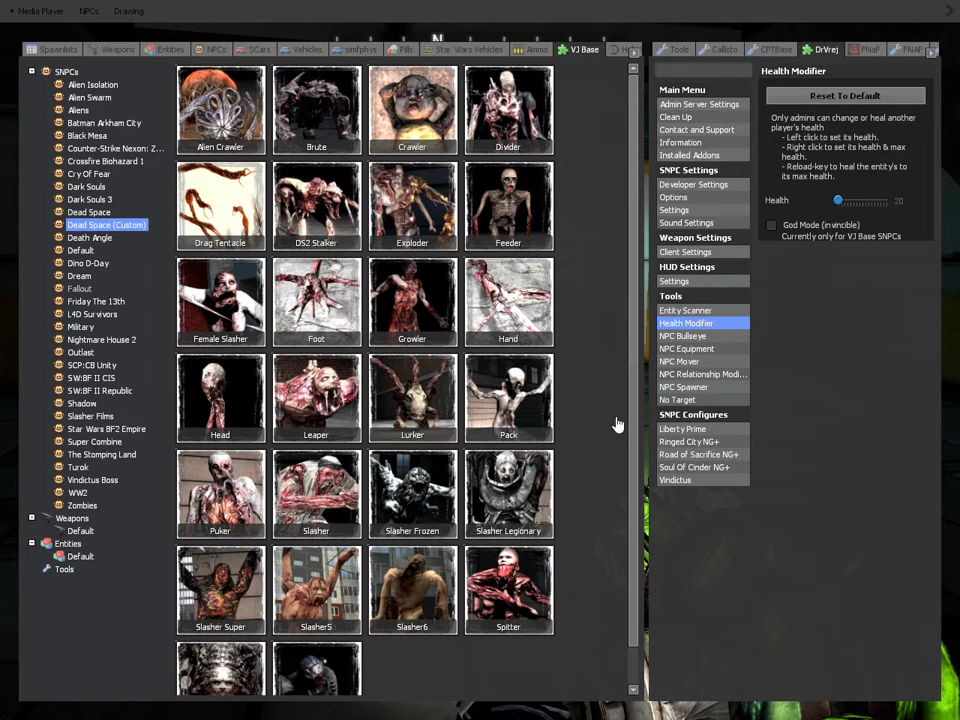 Media Player NPCs Drawing
Spawnlists Weapons Entities NPCs SCars Vehicles simfphys Pills Star Wars Vehicles Ammo VJ Base
Tools Callisto CPTBase DrVrej FNaF FNAF
SNPCs
Alien Isolation
Alien Swarm
Aliens
Batman Arkham City
Black Mesa
Counter-Strike Nexon: Z...
Crossfire Biohazard 1
Cry Of Fear
Dark Souls
Dark Souls 3
Dead Space
Dead Space (Custom)
Death Angle
Default
Dino D-Day
Dream
Fallout
Friday The 13th
L4D Survivors
Military
Nightmare House 2
Outlast
SCP:CB Unity
SW:BF II CIS
SW:BF II Republic
Shadow
Slasher Films
Star Wars BF2 Empire
Super Combine
The Stomping Land
Turok
Vindictus Boss
WW2
Zombies
Weapons
Default
Entities
Default
Tools
Alien Crawler Brute Crawler Divider
Drag Tentacle DS2 Stalker Exploder Feeder
Female Slasher Foot Growler Hand
Head Leaper Lurker Pack
Puker Slasher Slasher Frozen Slasher Legionary
Slasher Super Slasher5 Slasher6 Spitter
Main Menu
Admin Server Settings
Clean Up
Contact and Support
Information
Installed Addons
SNPC Settings
Developer Settings
Options
Settings
Sound Settings
Weapon Settings
Client Settings
HUD Settings
Settings
Tools
Entity Scanner
Health Modifier
NPC Bullseye
NPC Equipment
NPC Mover
NPC Relationship Modi...
NPC Spawner
No Target
SNPC Configures
Liberty Prime
Ringed City NG+
Road of Sacrifice NG+
Soul Of Cinder NG+
Vindictus
Health Modifier
Reset To Default
Only admins can change or heal another
player's health
- Left click to set its health.
- Right click to set its health & max
health.
- Reload-key to heal the entity's to
its max health.
Health 20
God Mode (invincible)
Currently only for VJ Base SNPCs